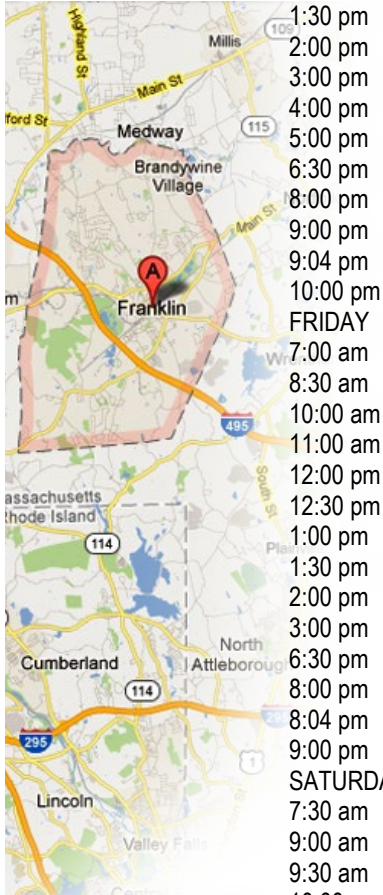 1:30 pm
2:00 pm
3:00 pm
4:00 pm
5:00 pm
6:30 pm
8:00 pm
9:00 pm
9:04 pm
10:00 pm
FRIDAY
7:00 am
8:30 am
10:00 am
11:00 am
12:00 pm
12:30 pm
1:00 pm
1:30 pm
2:00 pm
3:00 pm
6:30 pm
8:00 pm
8:04 pm
9:00 pm
SATURDA
7:30 am
9:00 am
9:30 am
Highland St
109
Millis
Main St
ford St
Medway
115
Brandywine
Village
Main St
A
Franklin
495
South St
assachusetts
Rhode Island
114
North
Attleboroug
Cumberland
114
295
1
Lincoln
Valley Falls